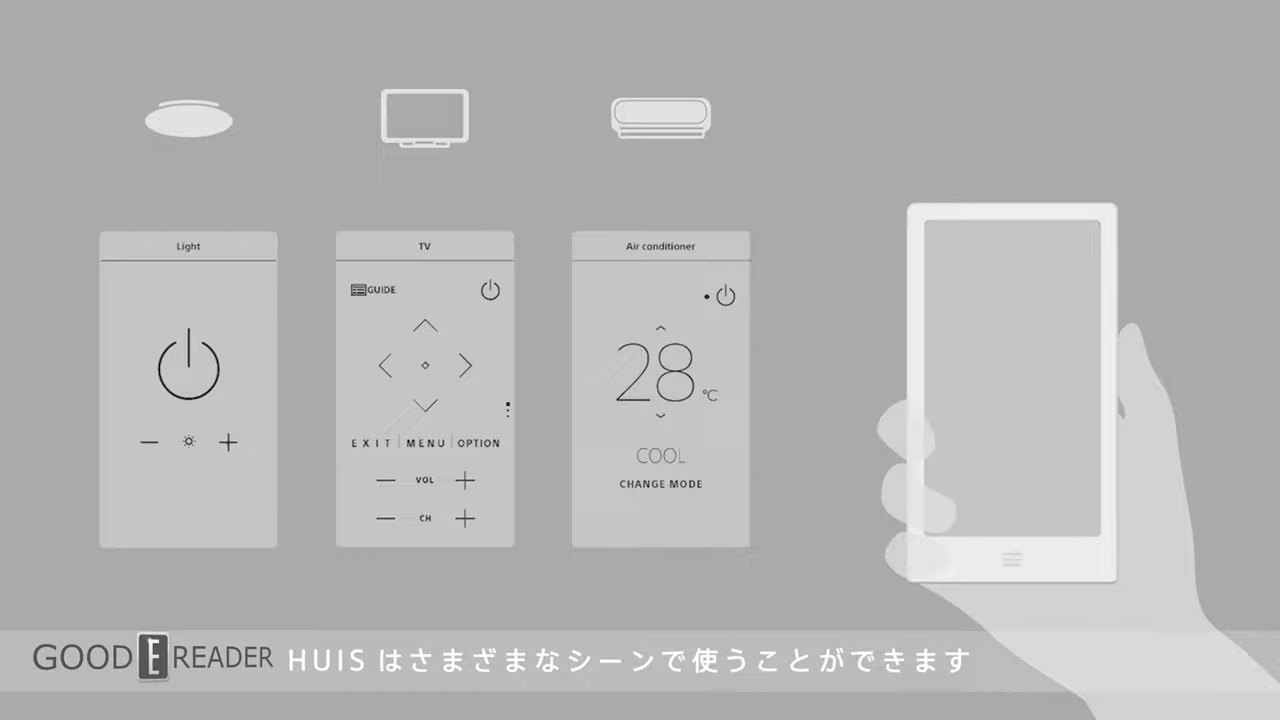 Light
TV
GUIDE
EXIT | MENU | OPTION
VOL
CH
Air conditioner
28 °C
COOL
CHANGE MODE
GOOD E READER
HUIS はさまざまなシーンで使うことができます